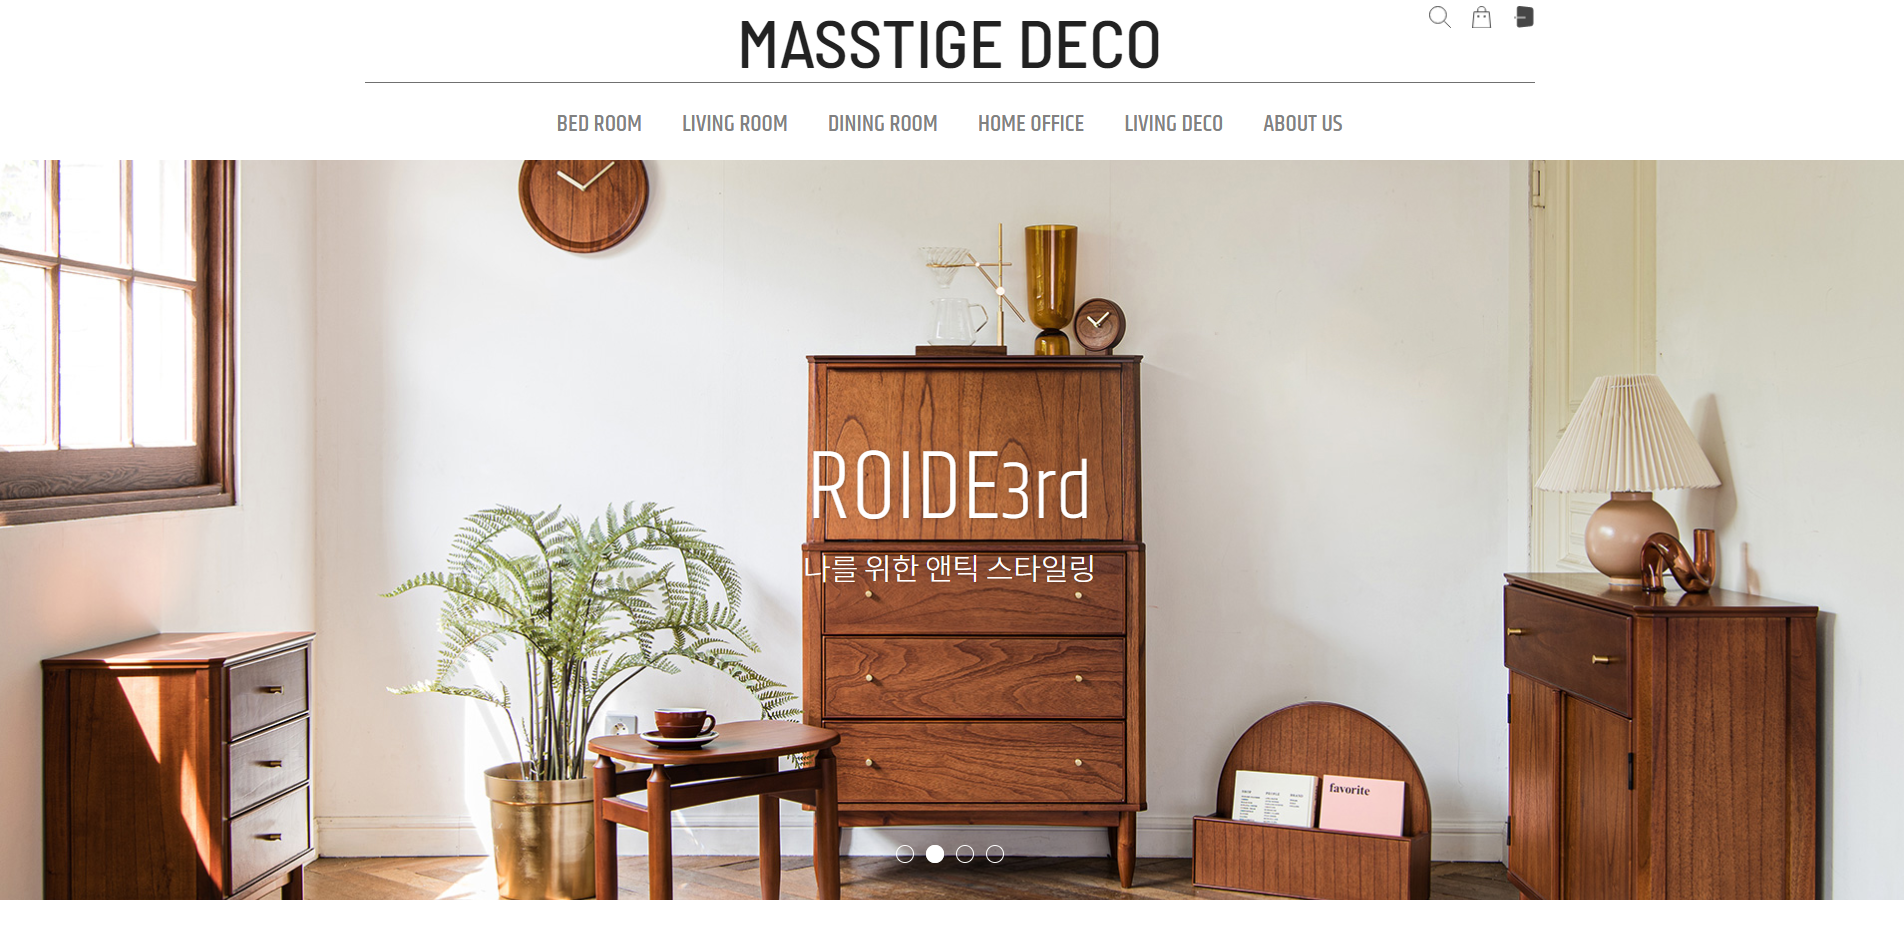 MASSTIGE DECO
BED ROOM LIVING ROOM DINING ROOM HOME OFFICE LIVING DECO ABOUT US
ROIDE3rd
나를 위한 앤틱 스타일링
favorite